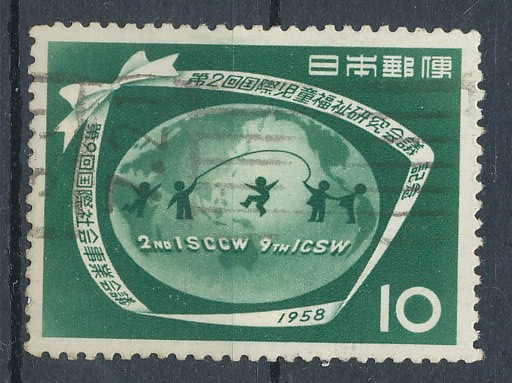 日本郵便
第2回国際児童福祉研究会議 記念
第9回国際社会事業会議
2ND ISCCW 9TH ICSW
1958
10